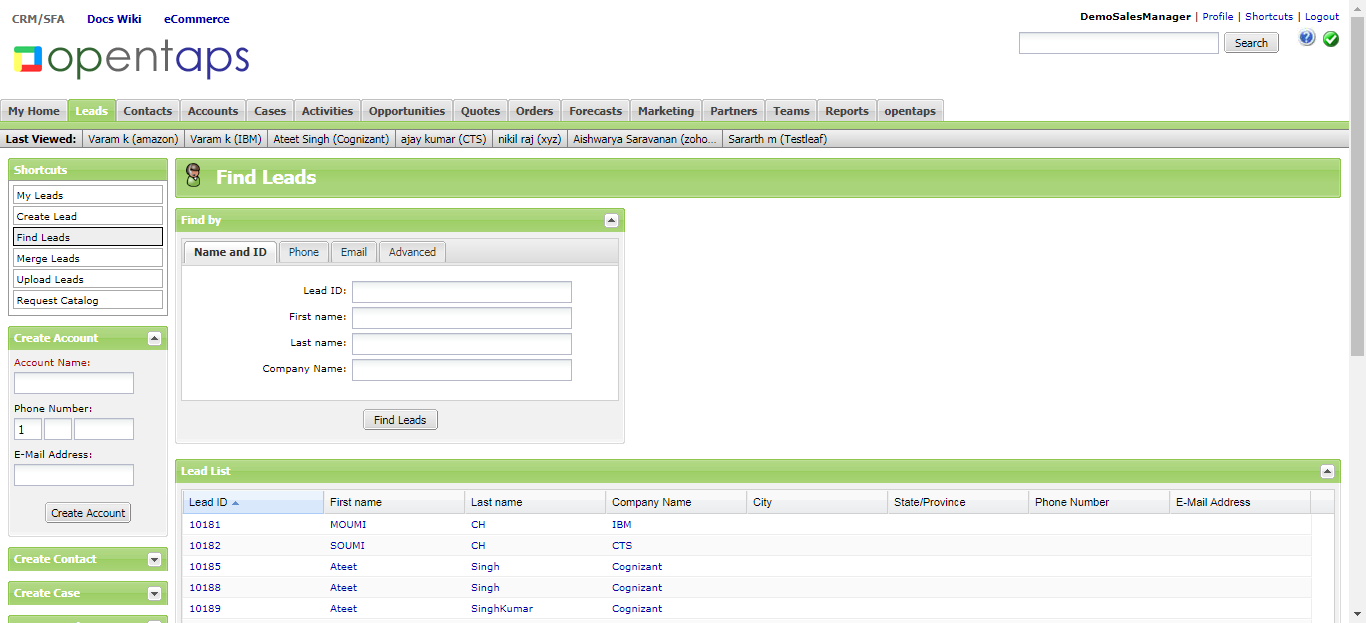 CRM/SFA Docs Wiki eCommerce
DemoSalesManager | Profile | Shortcuts | Logout
opentaps
Search
My Home Leads Contacts Accounts Cases Activities Opportunities Quotes Orders Forecasts Marketing Partners Teams Reports opentaps
Last Viewed: Varam k (amazon) Varam k (IBM) Ateet Singh (Cognizant) ajay kumar (CTS) nikil raj (xyz) Aishwarya Saravanan (zoho... Sararth m (Testleaf)
Shortcuts
My Leads
Create Lead
Find Leads
Merge Leads
Upload Leads
Request Catalog
Create Account
Account Name:
Phone Number:
1
E-Mail Address:
Create Account
Create Contact
Create Case
Find Leads
Find by
Name and ID Phone Email Advanced
Lead ID:
First name:
Last name:
Company Name:
Find Leads
Lead List
Lead ID First name Last name Company Name City State/Province Phone Number E-Mail Address
10181 MOUMI CH IBM
10182 SOUMI CH CTS
10185 Ateet Singh Cognizant
10188 Ateet Singh Cognizant
10189 Ateet SinghKumar Cognizant